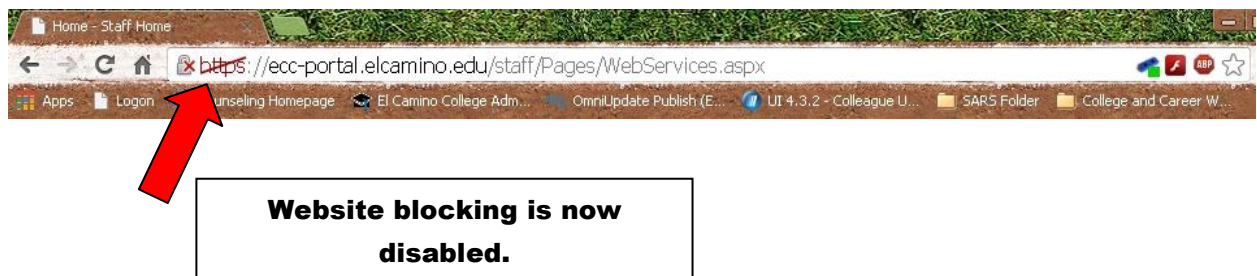 Home - Staff Home
https://ecc-portal.elcamino.edu/staff/Pages/WebServices.aspx
ABP
Apps Logon unseling Homepage El Camino College Adm... OmniUpdate Publish (E... UI 4.3.2 - Colleague U... SARS Folder College and Career W...
Website blocking is now
disabled.